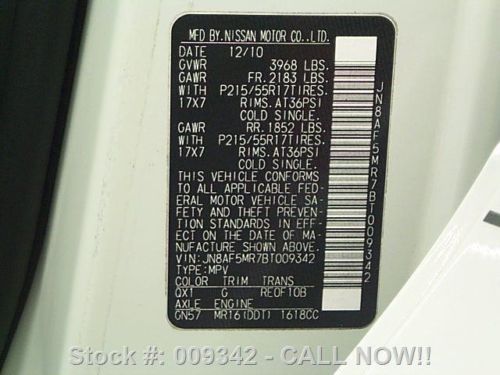 MFD BY.NISSAN MOTOR CO.,LTD.
DATE 12/10
GVWR 3968 LBS.
GAWR FR.2183 LBS.
WITH P215/55R17TIRES.
17X7 RIMS.AT36PSI
COLD SINGLE.
GAWR RR.1852 LBS.
WITH P215/55R17TIRES.
17X7 RIMS.AT36PSI
COLD SINGLE.
THIS VEHICLE CONFORMS
TO ALL APPLICABLE FED-
ERAL MOTOR VEHICLE SA-
FETY AND THEFT PREVEN-
TION STANDARDS IN EFF-
ECT ON THE DATE OF MA-
NUFACTURE SHOWN ABOVE.
VIN:JN8AF5MR7BT009342
TYPE:MPV
COLOR TRIM TRANS
QX1 G RE0F10B
AXLE ENGINE
GN57 MR16(DDT) 1618CC
JN8AF5MR7BT009342
Stock #: 009342 - CALL NOW!!